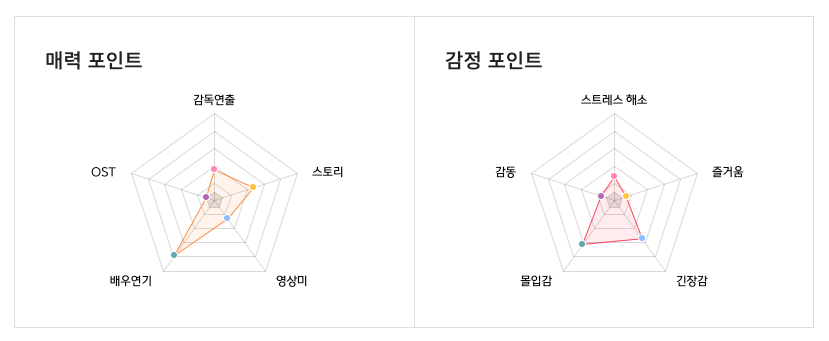 매력 포인트
감독연출
OST
스토리
배우연기
영상미
감정 포인트
스트레스 해소
감동
즐거움
몰입감
긴장감